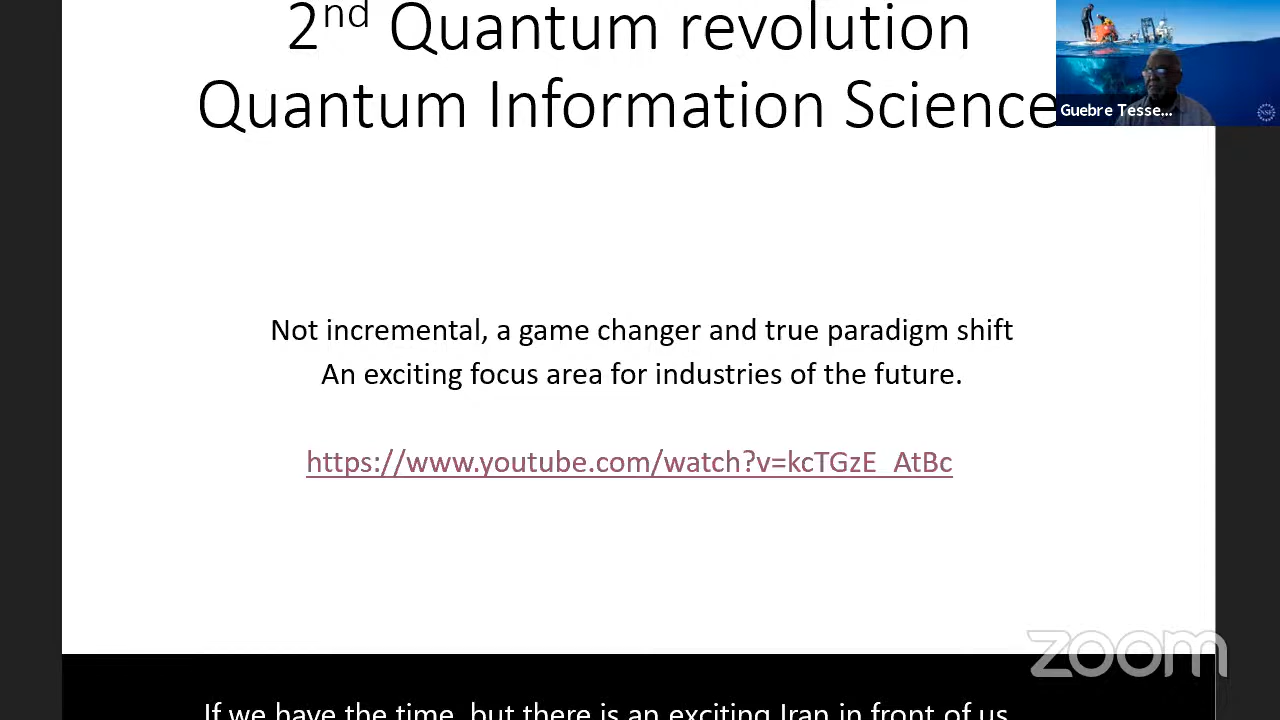 2nd Quantum revolution
Quantum Information Science
Guebre Tesse...
Not incremental, a game changer and true paradigm shift
An exciting focus area for industries of the future.
https://www.youtube.com/watch?v=kcTGzE_AtBc
zoom
If we have the time, but there is an exciting Iran in front of us